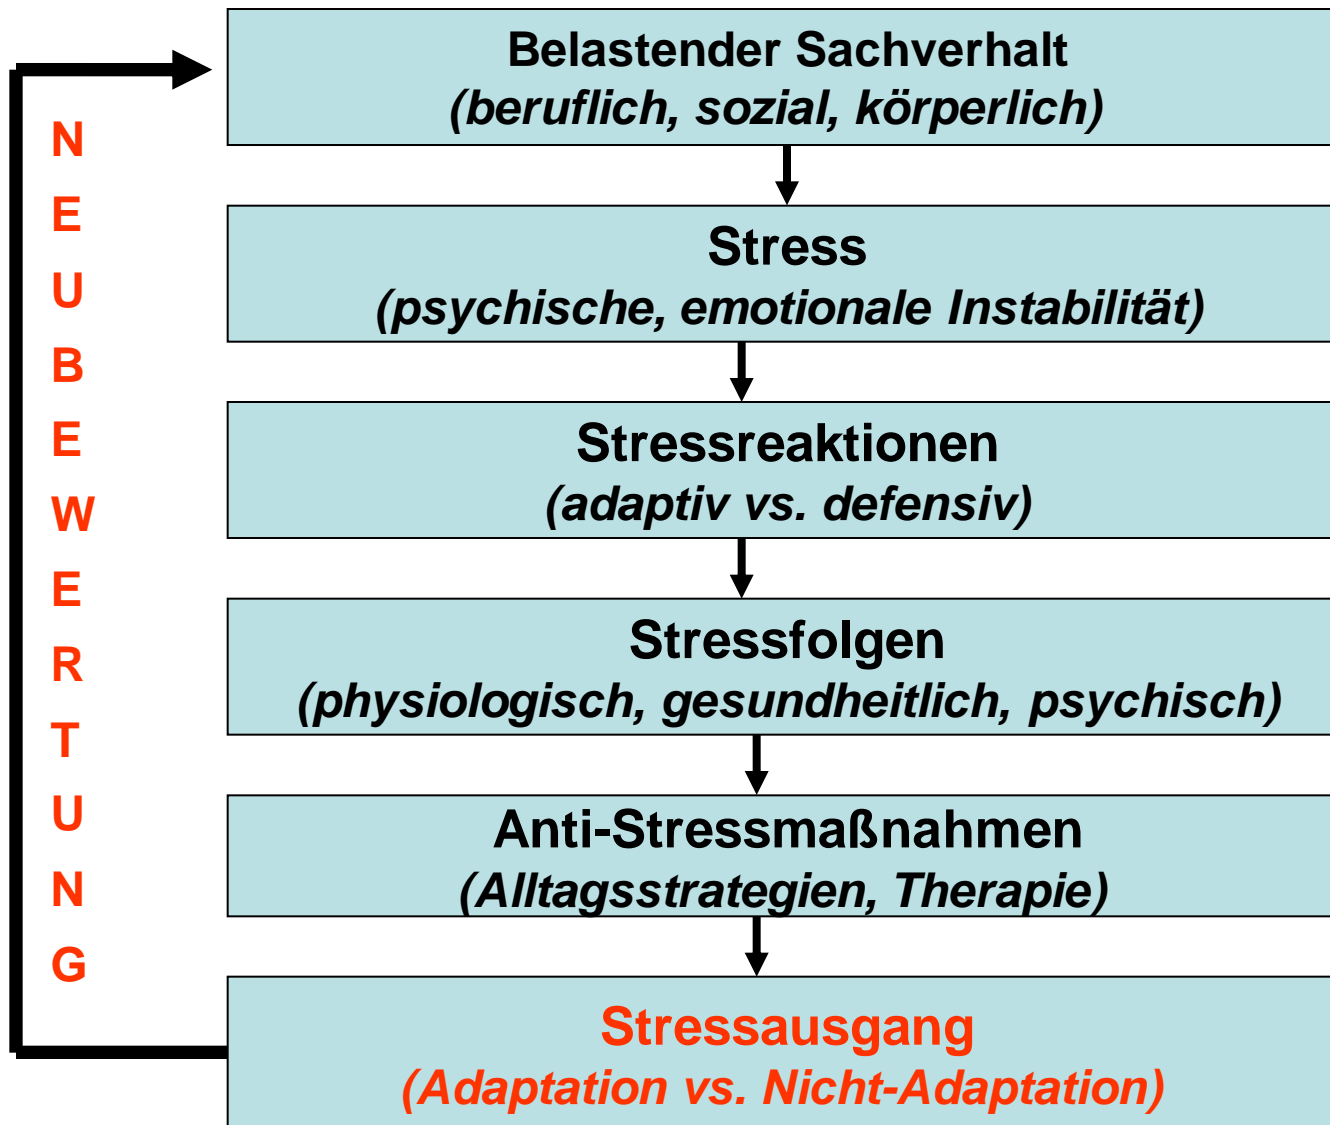 Belastender Sachverhalt
(beruflich, sozial, körperlich)
NEUBEWERTUNG
Stress
(psychische, emotionale Instabilität)
Stressreaktionen
(adaptiv vs. defensiv)
Stressfolgen
(physiologisch, gesundheitlich, psychisch)
Anti-Stressmaßnahmen
(Alltagsstrategien, Therapie)
Stressausgang
(Adaptation vs. Nicht-Adaptation)